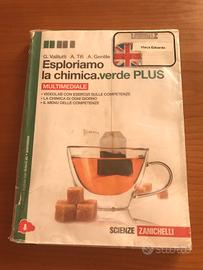 G. Valitutti A. Tifi A. Gentile
Esploriamo
la chimica.verde PLUS
MULTIMEDIALE
• VIDEOLAB CON ESERCIZI SULLE COMPETENZE
• LA CHIMICA DI OGNI GIORNO
• IL MENU DELLE COMPETENZE
SCIENZE ZANICHELLI